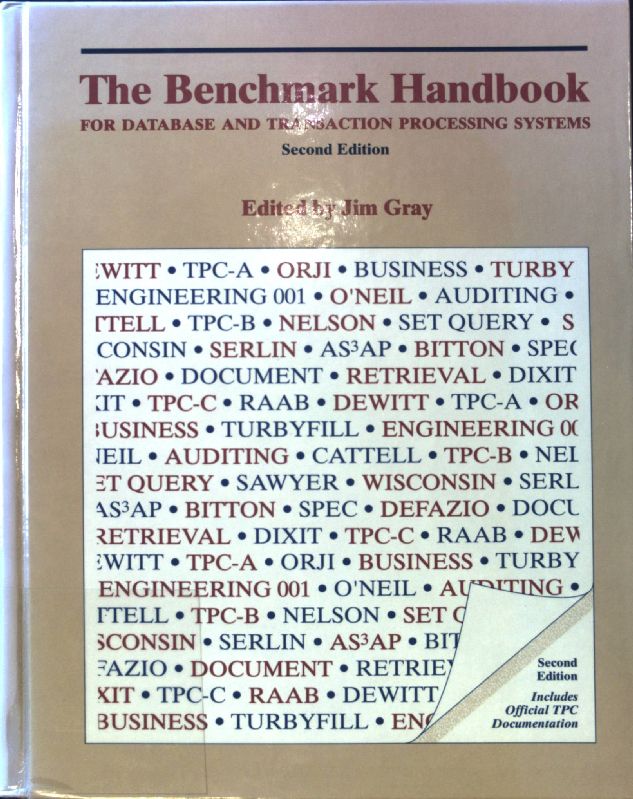 The Benchmark Handbook
FOR DATABASE AND TRANSACTION PROCESSING SYSTEMS
Second Edition
Edited by Jim Gray
EWITT • TPC-A • ORJI • BUSINESS • TURBY
ENGINEERING 001 • O'NEIL • AUDITING •
TTELL • TPC-B • NELSON • SET QUERY • S
CONSIN • SERLIN • AS³AP • BITTON • SPEC
FAZIO • DOCUMENT • RETRIEVAL • DIXIT
XIT • TPC-C • RAAB • DEWITT • TPC-A • OR
BUSINESS • TURBYFILL • ENGINEERING 00
NEIL • AUDITING • CATTELL • TPC-B • NEL
ET QUERY • SAWYER • WISCONSIN • SERL
AS³AP • BITTON • SPEC • DEFAZIO • DOCU
RETRIEVAL • DIXIT • TPC-C • RAAB • DEW
EWITT • TPC-A • ORJI • BUSINESS • TURBY
ENGINEERING 001 • O'NEIL • AUDITING •
TTELL • TPC-B • NELSON • SET Q
SCONSIN • SERLIN • AS³AP • BIT
FAZIO • DOCUMENT • RETRIEV
XIT • TPC-C • RAAB • DEWITT
BUSINESS • TURBYFILL • ENG
Second
Edition
Includes
Official TPC
Documentation